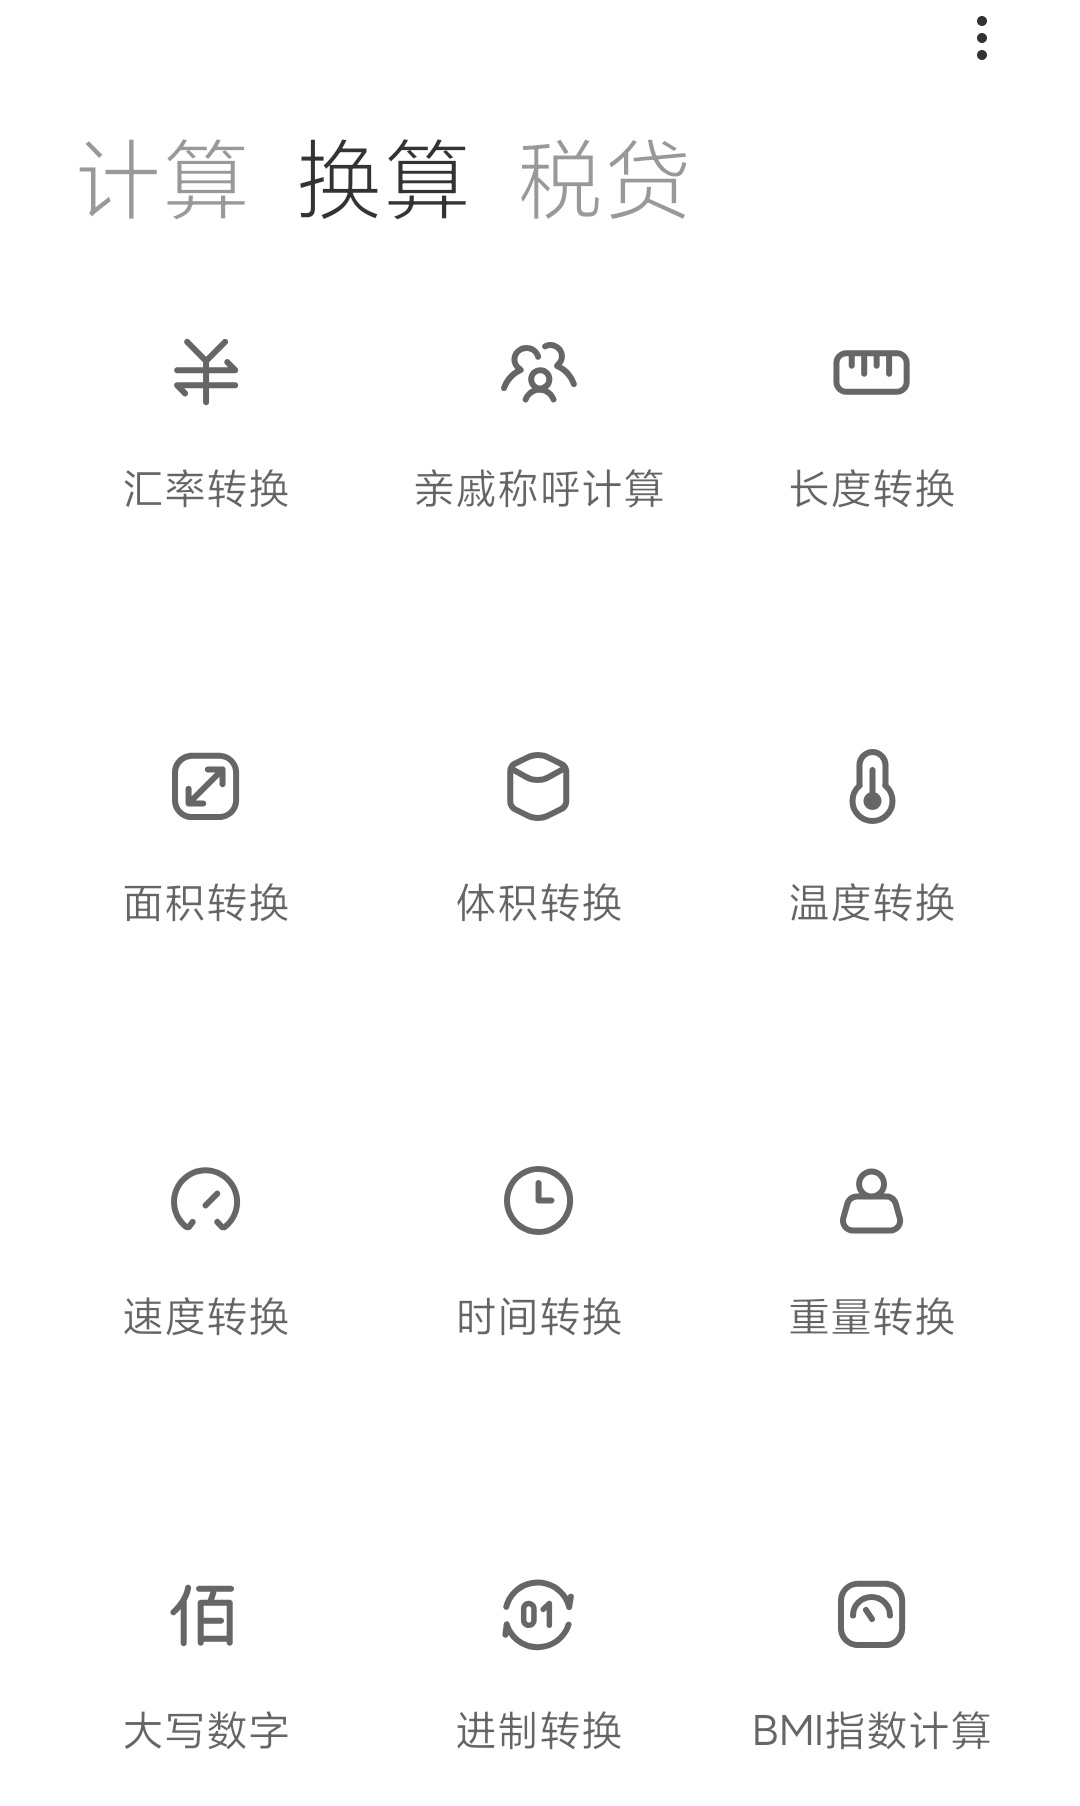 计算 换算 税贷
汇率转换 亲戚称呼计算 长度转换
面积转换 体积转换 温度转换
速度转换 时间转换 重量转换
佰 01
大写数字 进制转换 BMI指数计算